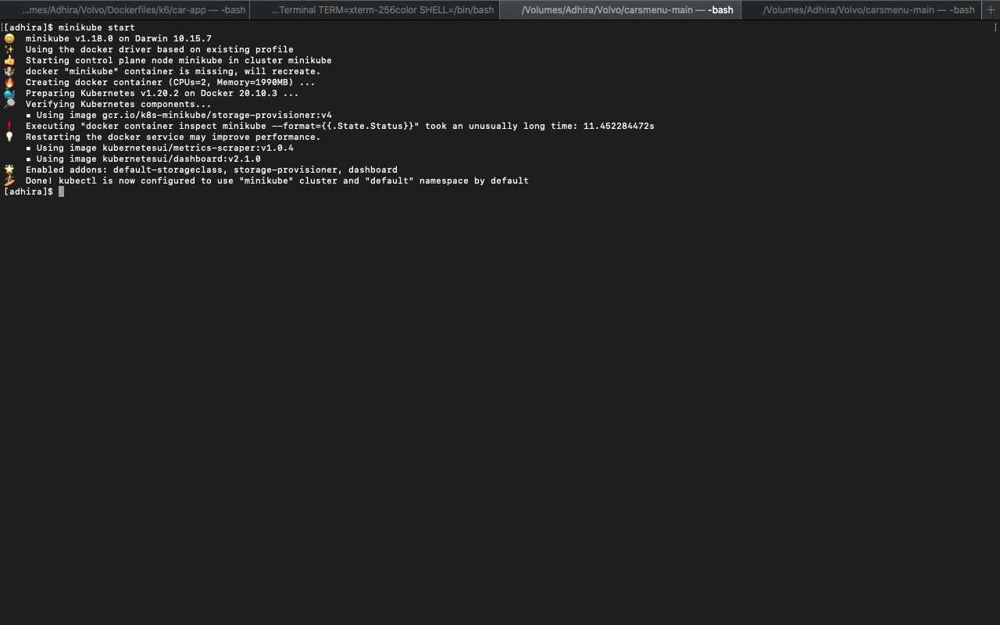 ...mes/Adhira/Volvo/Dockerfiles/k6/car-app — -bash
...Terminal TERM=xterm-256color SHELL=/bin/bash
/Volumes/Adhira/Volvo/carsmenu-main — -bash
/Volumes/Adhira/Volvo/carsmenu-main — -bash
[[adhira]$ minikube start ]
😄 minikube v1.18.0 on Darwin 10.15.7
✨ Using the docker driver based on existing profile
👍 Starting control plane node minikube in cluster minikube
🤷 docker "minikube" container is missing, will recreate.
🔥 Creating docker container (CPUs=2, Memory=1990MB) ...
🐳 Preparing Kubernetes v1.20.2 on Docker 20.10.3 ...
🔎 Verifying Kubernetes components...
▪ Using image gcr.io/k8s-minikube/storage-provisioner:v4
❗ Executing "docker container inspect minikube --format={{.State.Status}}" took an unusually long time: 11.452284472s
💡 Restarting the docker service may improve performance.
▪ Using image kubernetesui/metrics-scraper:v1.0.4
▪ Using image kubernetesui/dashboard:v2.1.0
🌟 Enabled addons: default-storageclass, storage-provisioner, dashboard
🏄 Done! kubectl is now configured to use "minikube" cluster and "default" namespace by default
[adhira]$